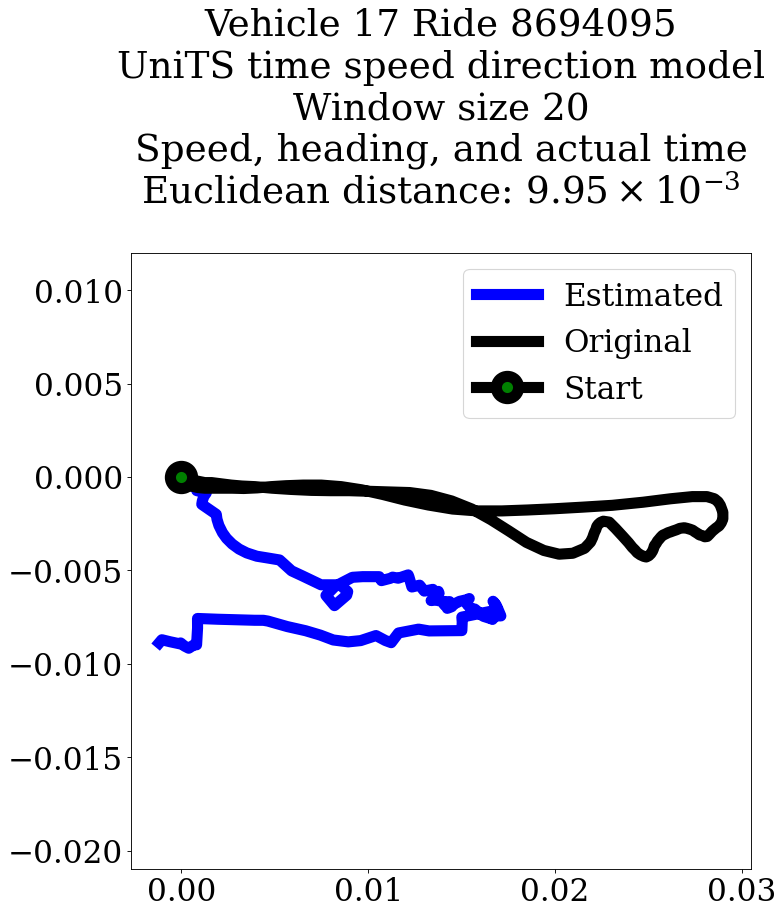 Vehicle 17 Ride 8694095
UniTS time speed direction model
Window size 20
Speed, heading, and actual time
Euclidean distance: 9.95 × 10⁻³
Estimated
Original
Start
0.010
0.005
0.000
−0.005
−0.010
−0.015
−0.020
0.00 0.01 0.02 0.03